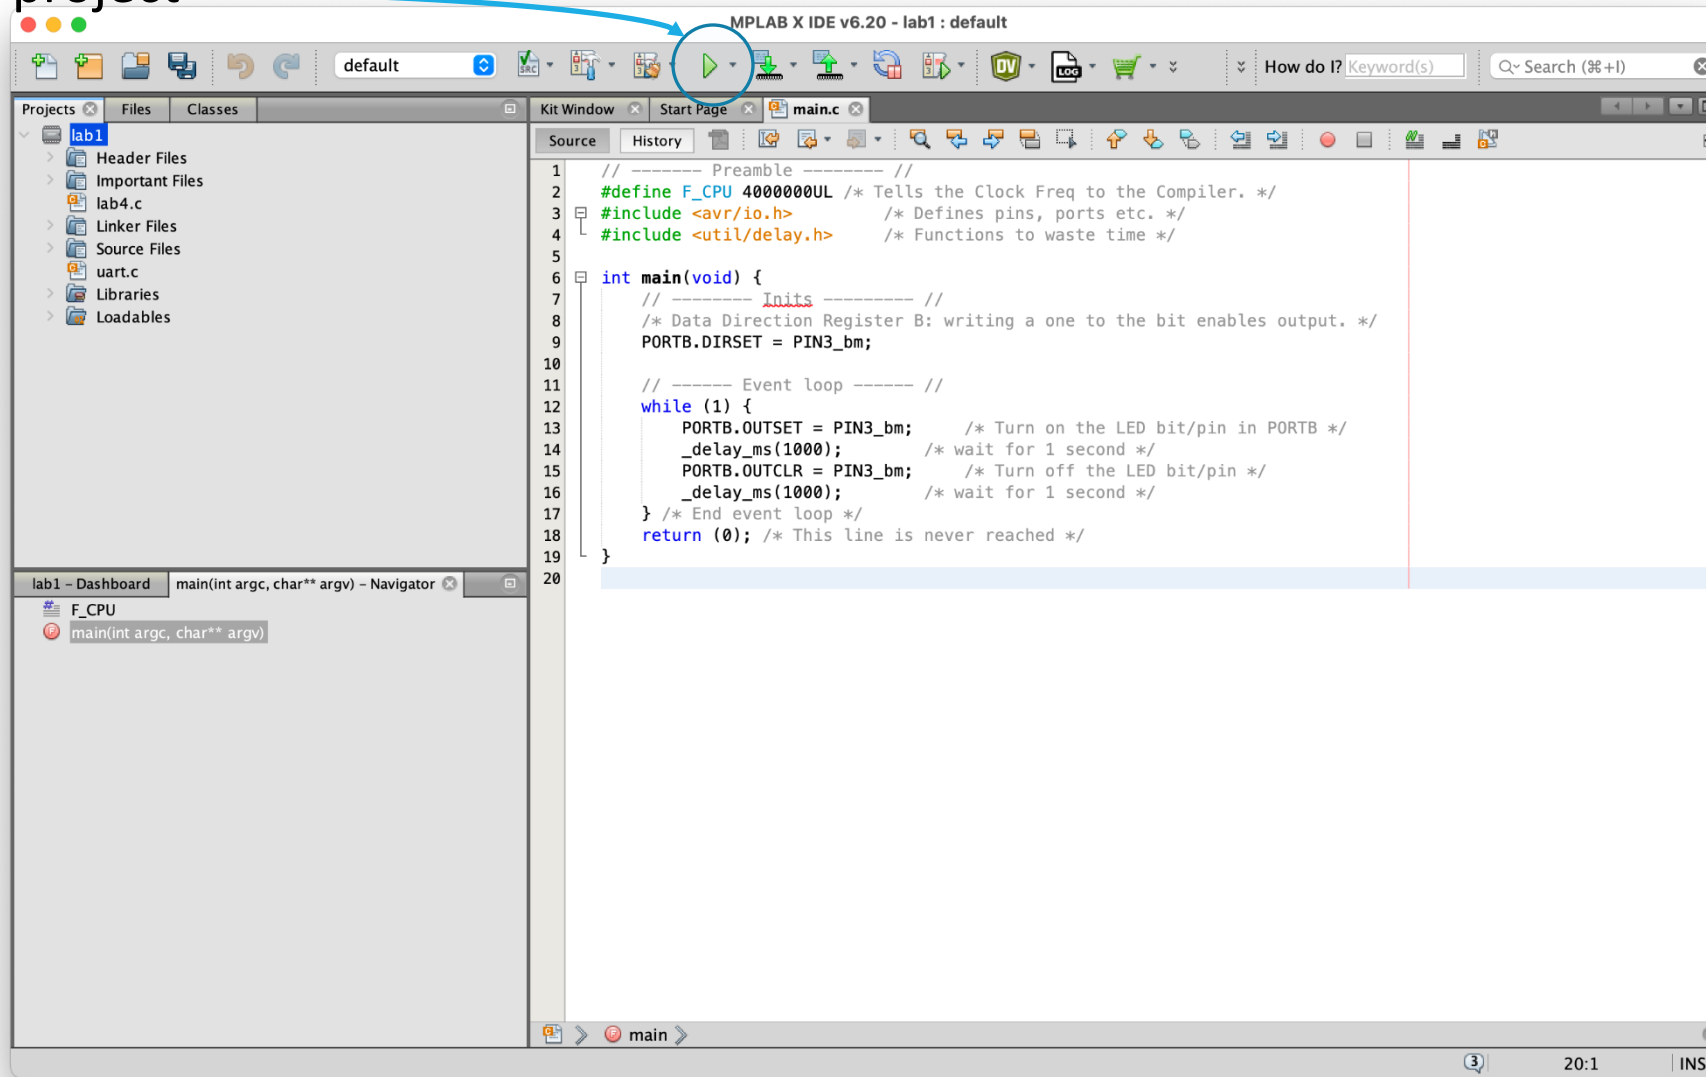 project
MPLAB X IDE v6.20 - lab1 : default
default
SRC
DV
LOG
How do I? Keyword(s)
Search (⌘+I)
Projects
Files
Classes
lab1
Header Files
Important Files
lab4.c
Linker Files
Source Files
uart.c
Libraries
Loadables
Kit Window
Start Page
main.c
Source
History
1 // ------- Preamble -------- //
2 #define F_CPU 4000000UL /* Tells the Clock Freq to the Compiler. */
3 #include <avr/io.h> /* Defines pins, ports etc. */
4 #include <util/delay.h> /* Functions to waste time */
5
6 int main(void) {
7 // -------- Inits --------- //
8 /* Data Direction Register B: writing a one to the bit enables output. */
9 PORTB.DIRSET = PIN3_bm;
10
11 // ------ Event loop ------ //
12 while (1) {
13 PORTB.OUTSET = PIN3_bm; /* Turn on the LED bit/pin in PORTB */
14 _delay_ms(1000); /* wait for 1 second */
15 PORTB.OUTCLR = PIN3_bm; /* Turn off the LED bit/pin */
16 _delay_ms(1000); /* wait for 1 second */
17 } /* End event loop */
18 return (0); /* This line is never reached */
19 }
20
lab1 – Dashboard
main(int argc, char** argv) – Navigator
F_CPU
main(int argc, char** argv)
main
3
20:1
INS